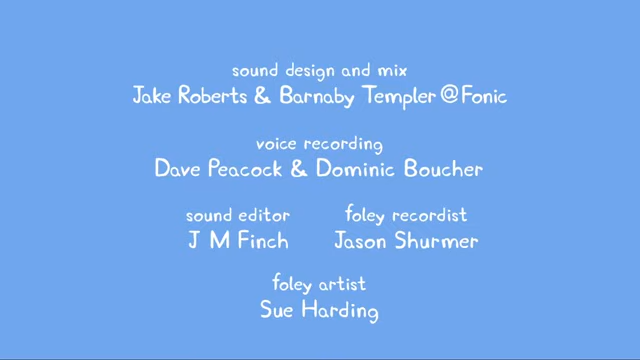 sound design and mix
Jake Roberts & Barnaby Templer@Fonic
voice recording
Dave Peacock & Dominic Boucher
sound editor
J M Finch
foley recordist
Jason Shurmer
foley artist
Sue Harding